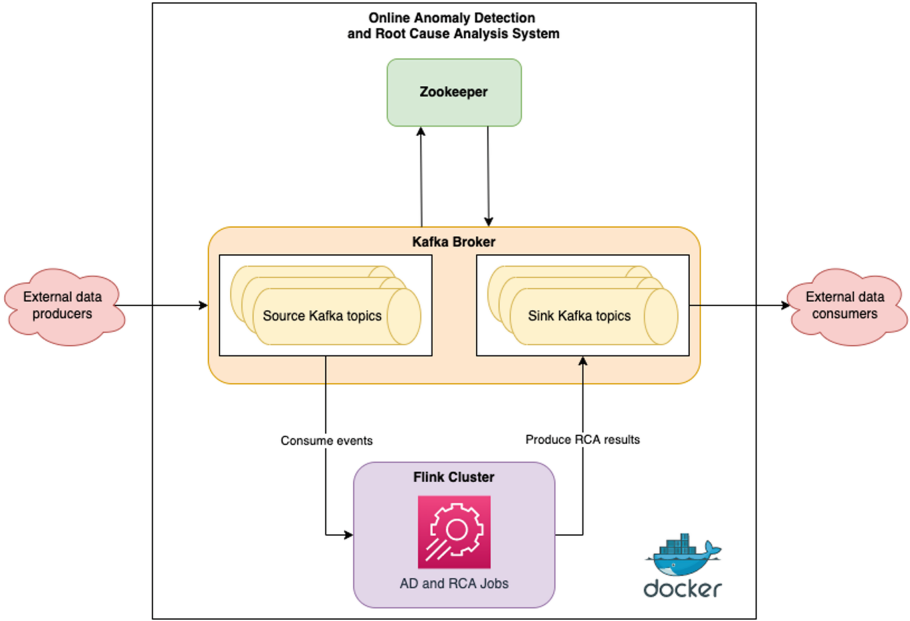 Online Anomaly Detection
and Root Cause Analysis System
Zookeeper
Kafka Broker
External data
producers
Source Kafka topics
Sink Kafka topics
External data
consumers
Consume events
Produce RCA results
Flink Cluster
AD and RCA Jobs
docker